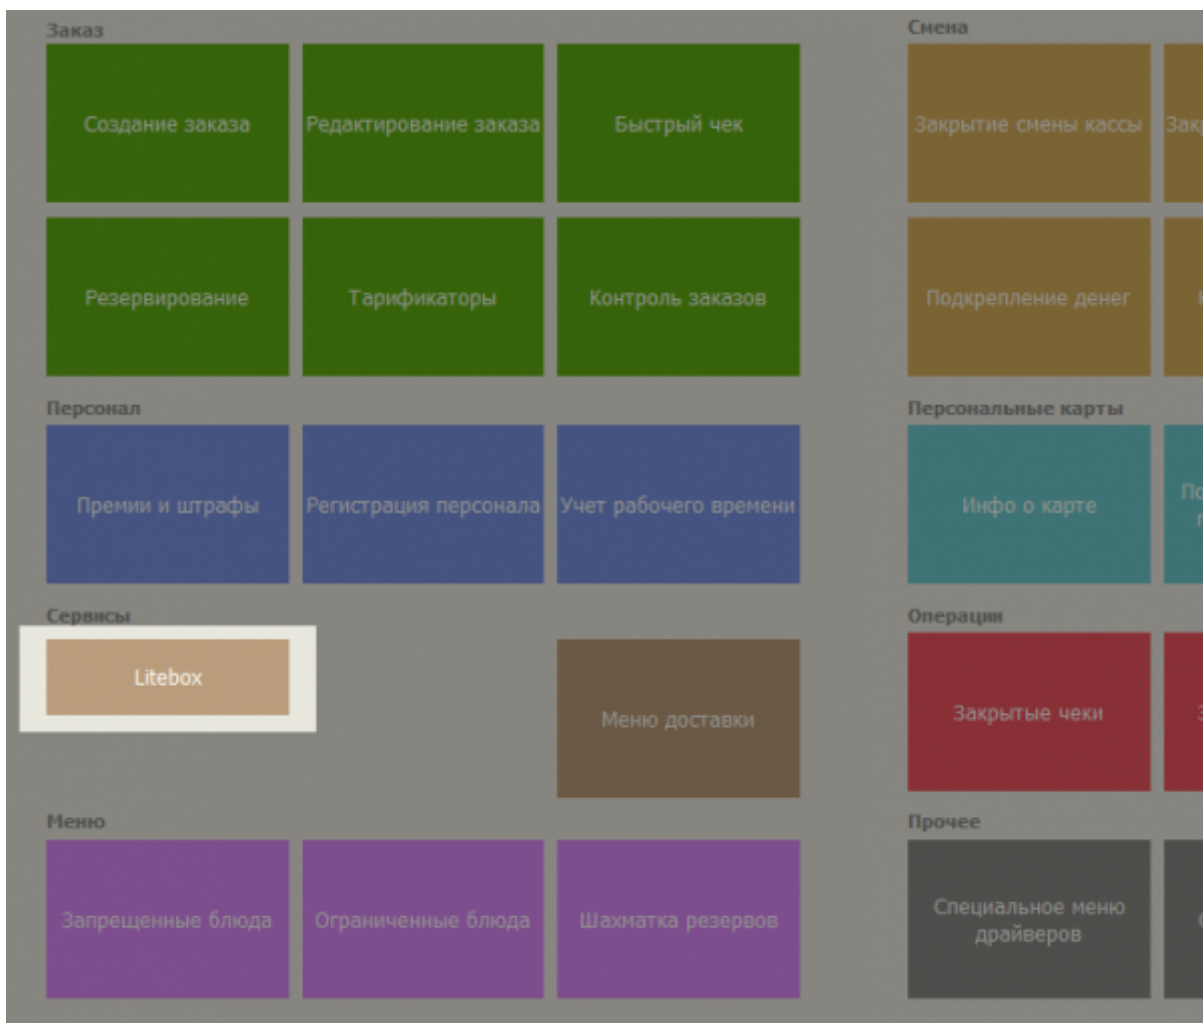 Заказ
Создание заказа
Редактирование заказа
Быстрый чек
Резервирование
Тарификаторы
Контроль заказов
Персонал
Премии и штрафы
Регистрация персонала
Учет рабочего времени
Сервисы
Litebox
Меню доставки
Меню
Запрещенные блюда
Ограниченные блюда
Шахматка резервов
Смена
Закрытие смены кассы
Подкрепление денег
Персональные карты
Инфо о карте
Операции
Закрытые чеки
Прочее
Специальное меню
драйверов